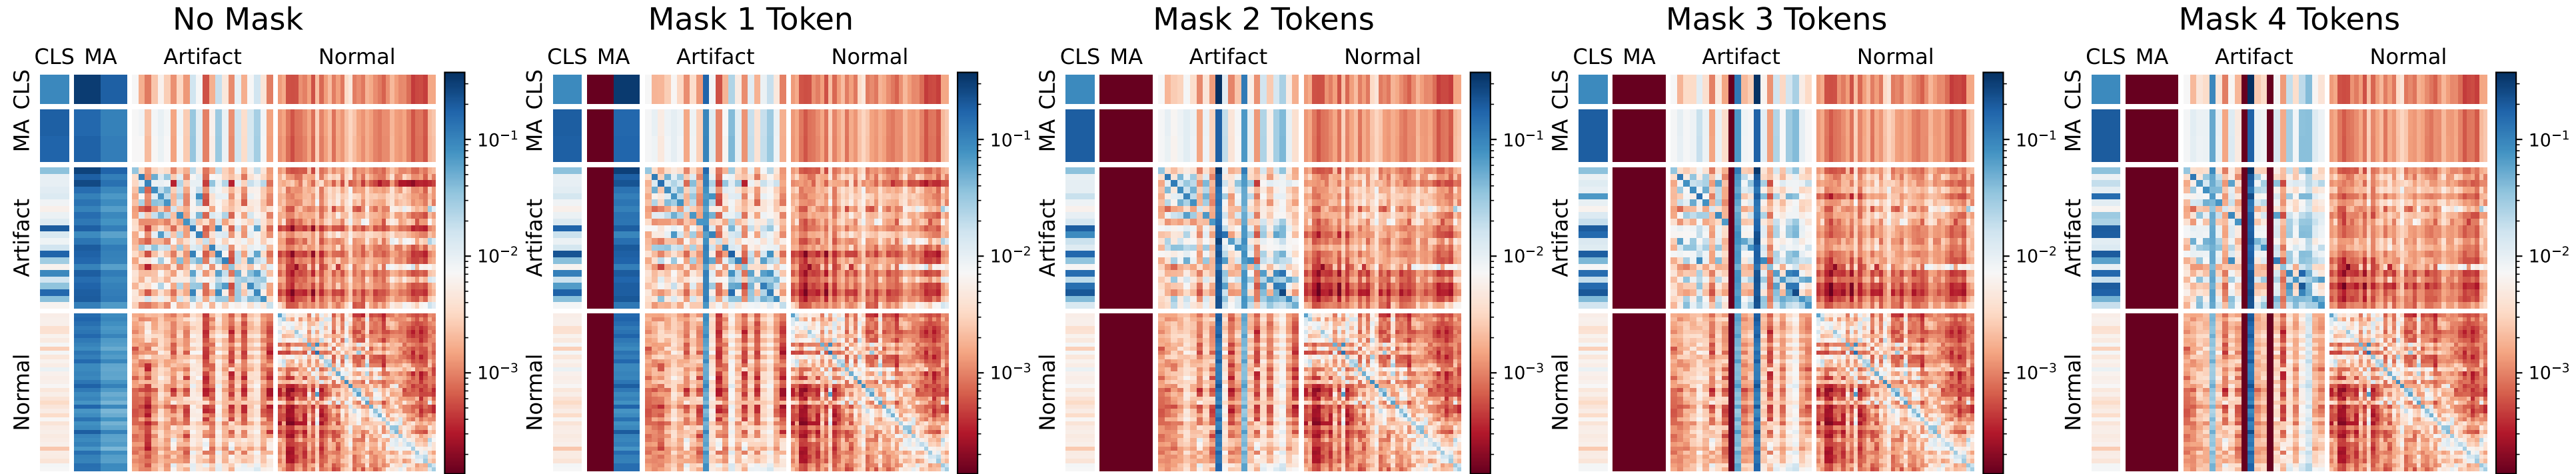 No Mask
Mask 1 Token
Mask 2 Tokens
Mask 3 Tokens
Mask 4 Tokens
CLS MA Artifact Normal
CLS MA Artifact Normal
CLS MA Artifact Normal
CLS MA Artifact Normal
CLS MA Artifact Normal
CLS
MA
Artifact
Normal
10⁻¹
10⁻²
10⁻³
CLS
MA
Artifact
Normal
10⁻¹
10⁻²
10⁻³
CLS
MA
Artifact
Normal
10⁻¹
10⁻²
10⁻³
CLS
MA
Artifact
Normal
10⁻¹
10⁻²
10⁻³
CLS
MA
Artifact
Normal
10⁻¹
10⁻²
10⁻³